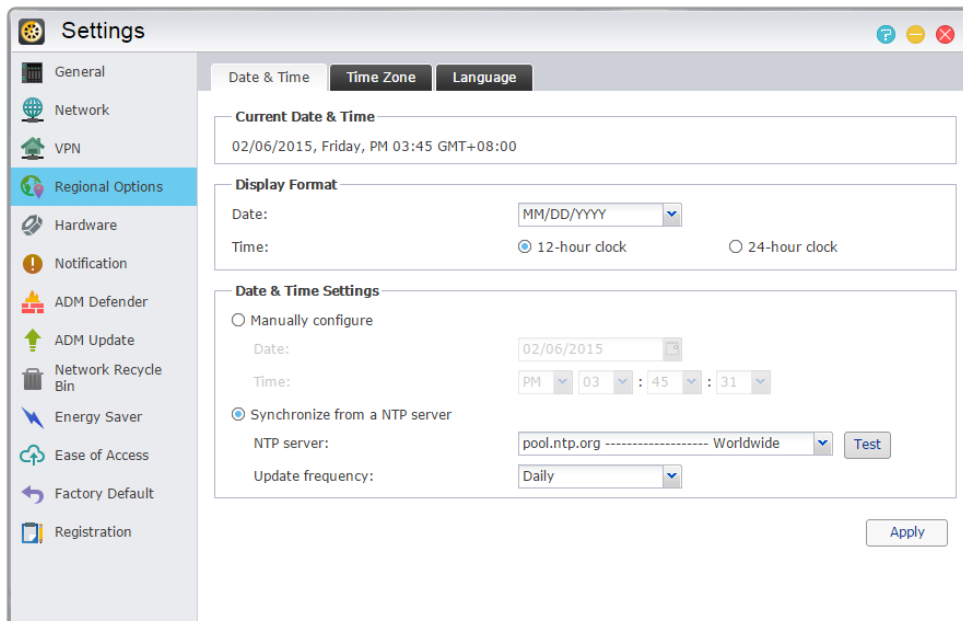 Settings
General
Network
VPN
Regional Options
Hardware
Notification
ADM Defender
ADM Update
Network Recycle
Bin
Energy Saver
Ease of Access
Factory Default
Registration
Date & Time Time Zone Language
Current Date & Time
02/06/2015, Friday, PM 03:45 GMT+08:00
Display Format
Date: MM/DD/YYYY
Time: 12-hour clock 24-hour clock
Date & Time Settings
Manually configure
Date: 02/06/2015
Time: PM 03 : 45 : 31
Synchronize from a NTP server
NTP server: pool.ntp.org ------------------- Worldwide Test
Update frequency: Daily
Apply